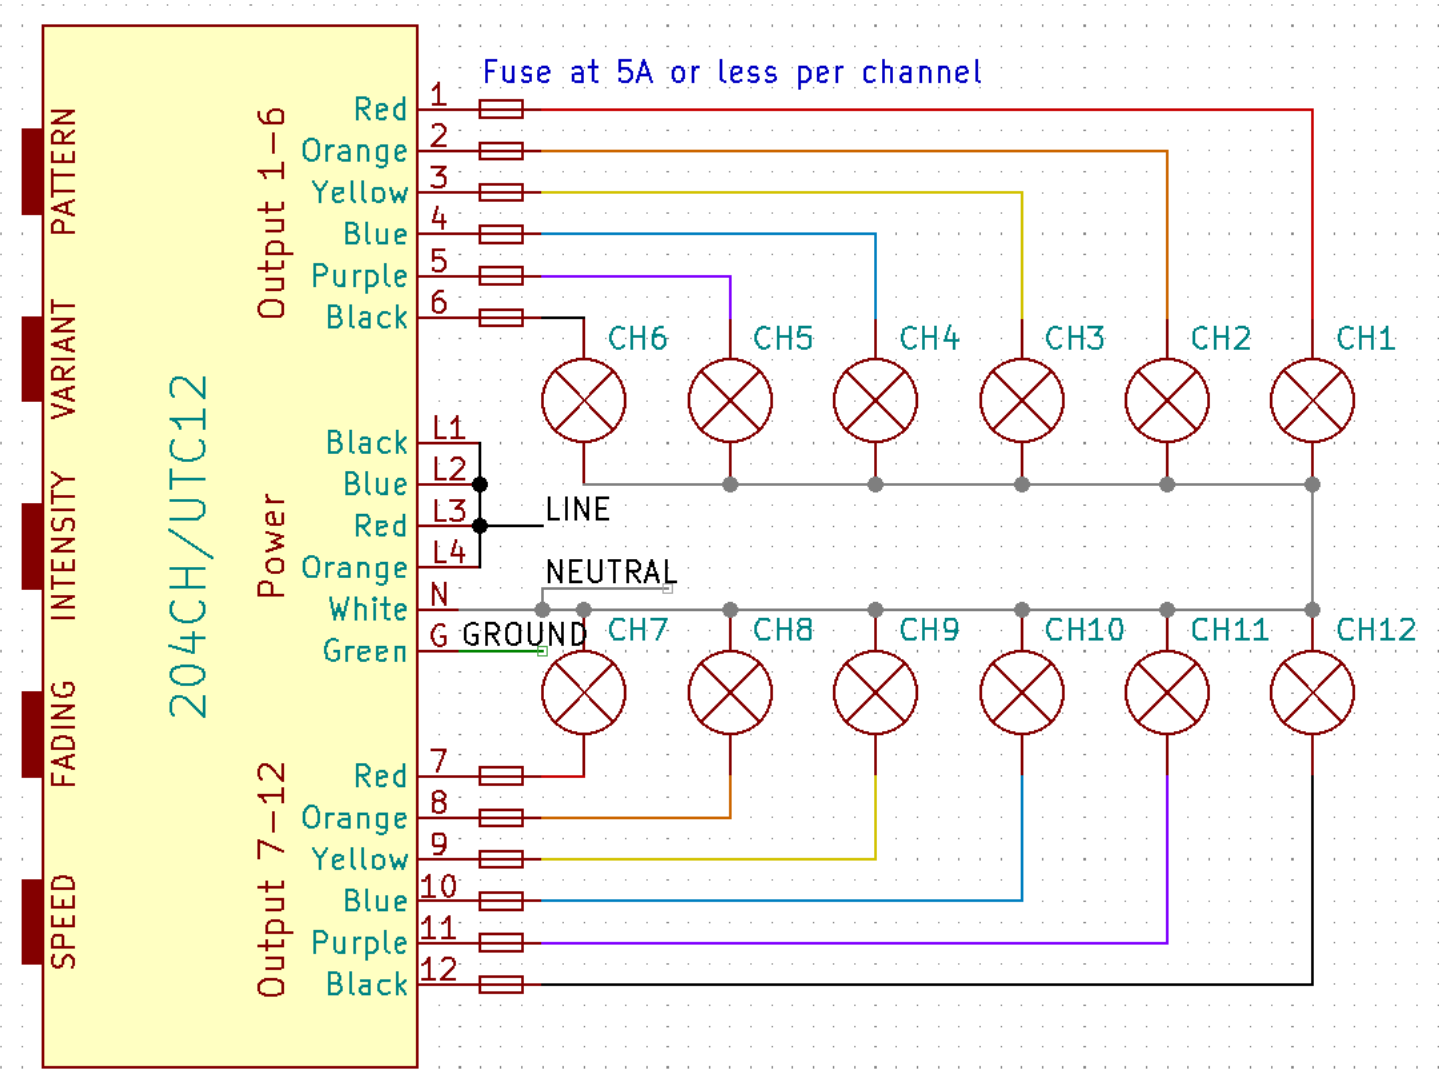 Fuse at 5A or less per channel
PATTERN
VARIANT
INTENSITY
FADING
SPEED
204CH/UTC12
Output 1-6
Red 1
Orange 2
Yellow 3
Blue 4
Purple 5
Black 6
CH6 CH5 CH4 CH3 CH2 CH1
Power
Black L1
Blue L2
Red L3 LINE
Orange L4
NEUTRAL
White N
Green G GROUND
CH7 CH8 CH9 CH10 CH11 CH12
Output 7-12
Red 7
Orange 8
Yellow 9
Blue 10
Purple 11
Black 12